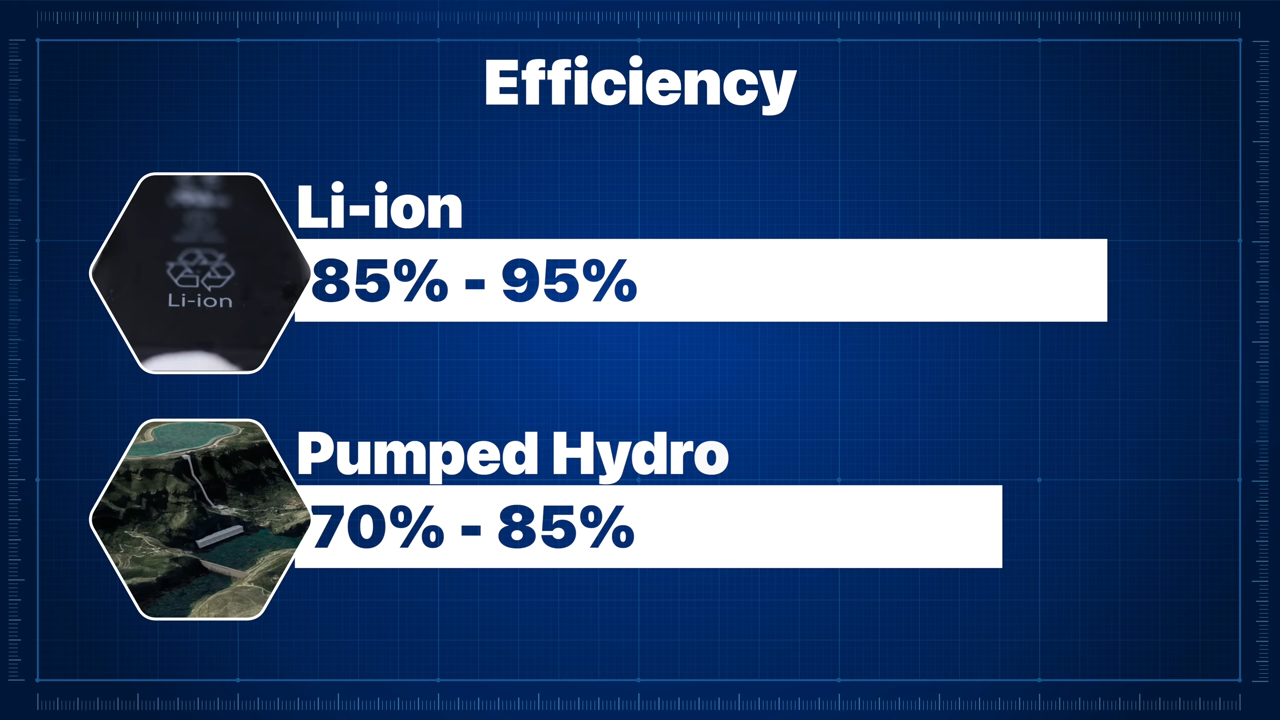 Efficiency
Li-ion
85% - 95%
Li-ion
Pumped Hydro
70% - 85%